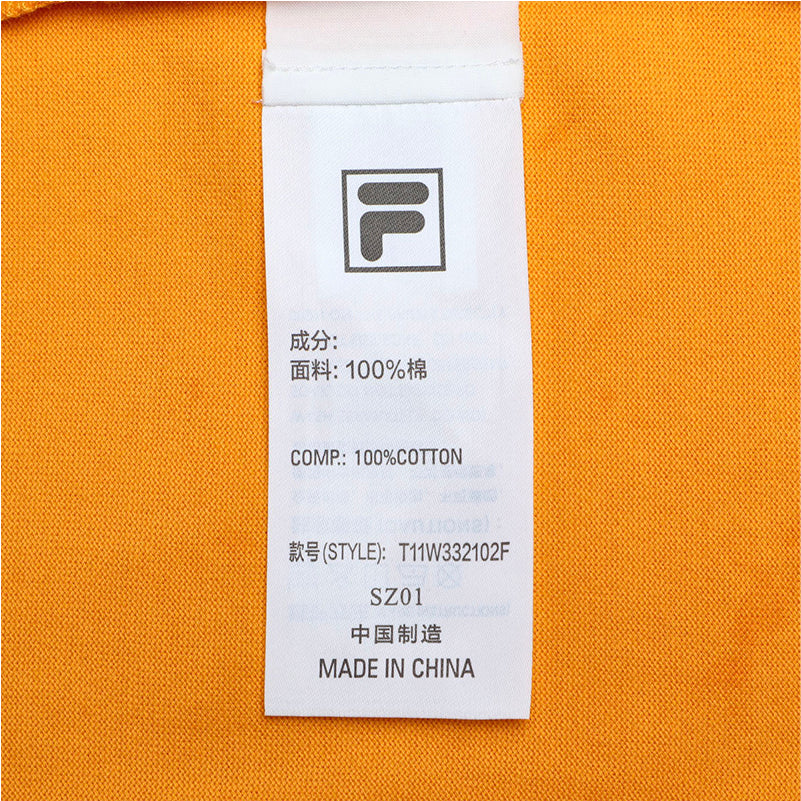 F
成分:
面料: 100%棉
COMP.: 100%COTTON
款号(STYLE): T11W332102F
SZ01
中国制造
MADE IN CHINA